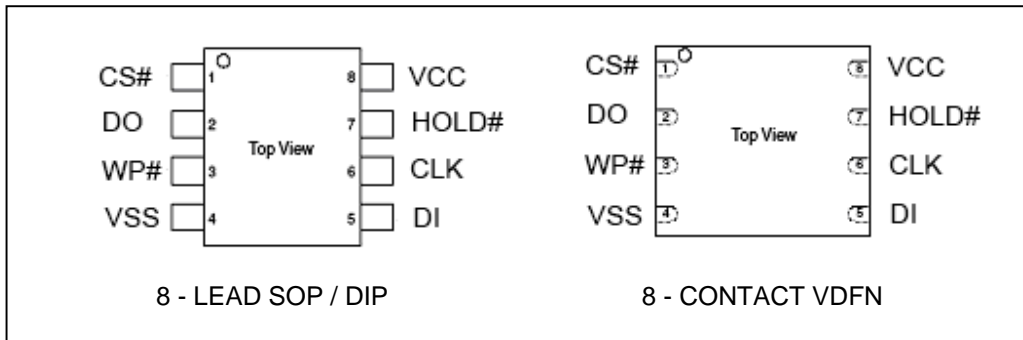 CS# 1 8 VCC
DO 2 7 HOLD#
Top View
WP# 3 6 CLK
VSS 4 5 DI
8 - LEAD SOP / DIP
CS# 1 8 VCC
DO 2 7 HOLD#
Top View
WP# 3 6 CLK
VSS 4 5 DI
8 - CONTACT VDFN